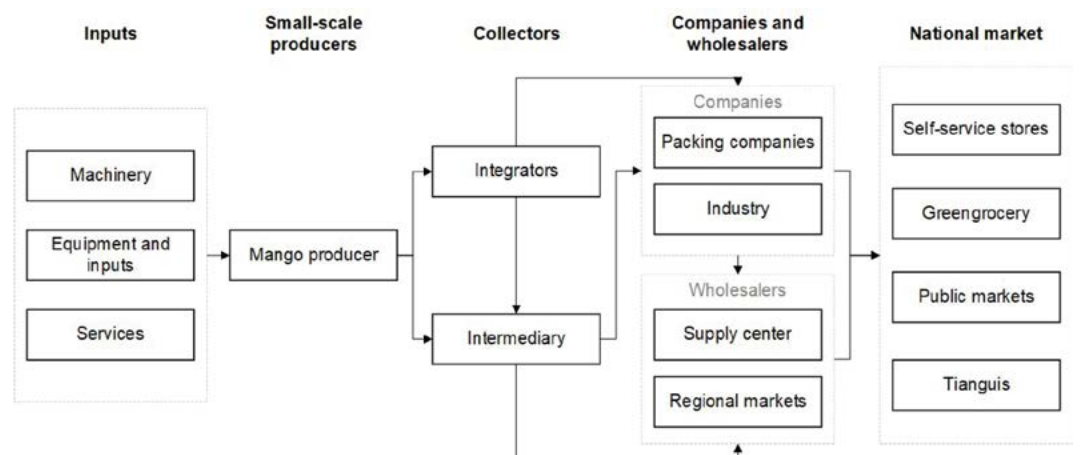 Inputs
Small-scale
producers
Collectors
Companies and
wholesalers
National market
Machinery
Equipment and
inputs
Services
Mango producer
Integrators
Intermediary
Companies
Packing companies
Industry
Wholesalers
Supply center
Regional markets
Self-service stores
Greengrocery
Public markets
Tianguis